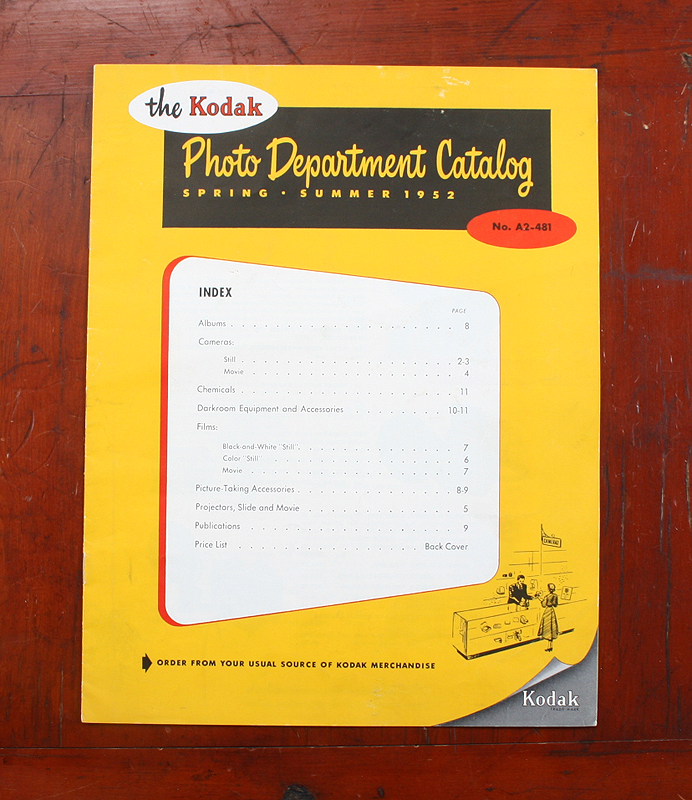 the Kodak
Photo Department Catalog
SPRING · SUMMER 1952
No. A2-481
INDEX
PAGE
Albums . . . . . . . . . . . . . . . . . . . . 8
Cameras:
Still . . . . . . . . . . . . . . . . . . . . 2-3
Movie . . . . . . . . . . . . . . . . . . . . 4
Chemicals . . . . . . . . . . . . . . . . . . . . 11
Darkroom Equipment and Accessories . . . . . . . . . 10-11
Films:
Black-and-White "Still" . . . . . . . . . . . . . . . 7
Color "Still" . . . . . . . . . . . . . . . . . . 6
Movie . . . . . . . . . . . . . . . . . . . . 7
Picture-Taking Accessories . . . . . . . . . . . . . . 8-9
Projectors, Slide and Movie . . . . . . . . . . . . . . 5
Publications . . . . . . . . . . . . . . . . . . . 9
Price List . . . . . . . . . . . . . . . . Back Cover
ORDER FROM YOUR USUAL SOURCE OF KODAK MERCHANDISE
Kodak
TRADE-MARK